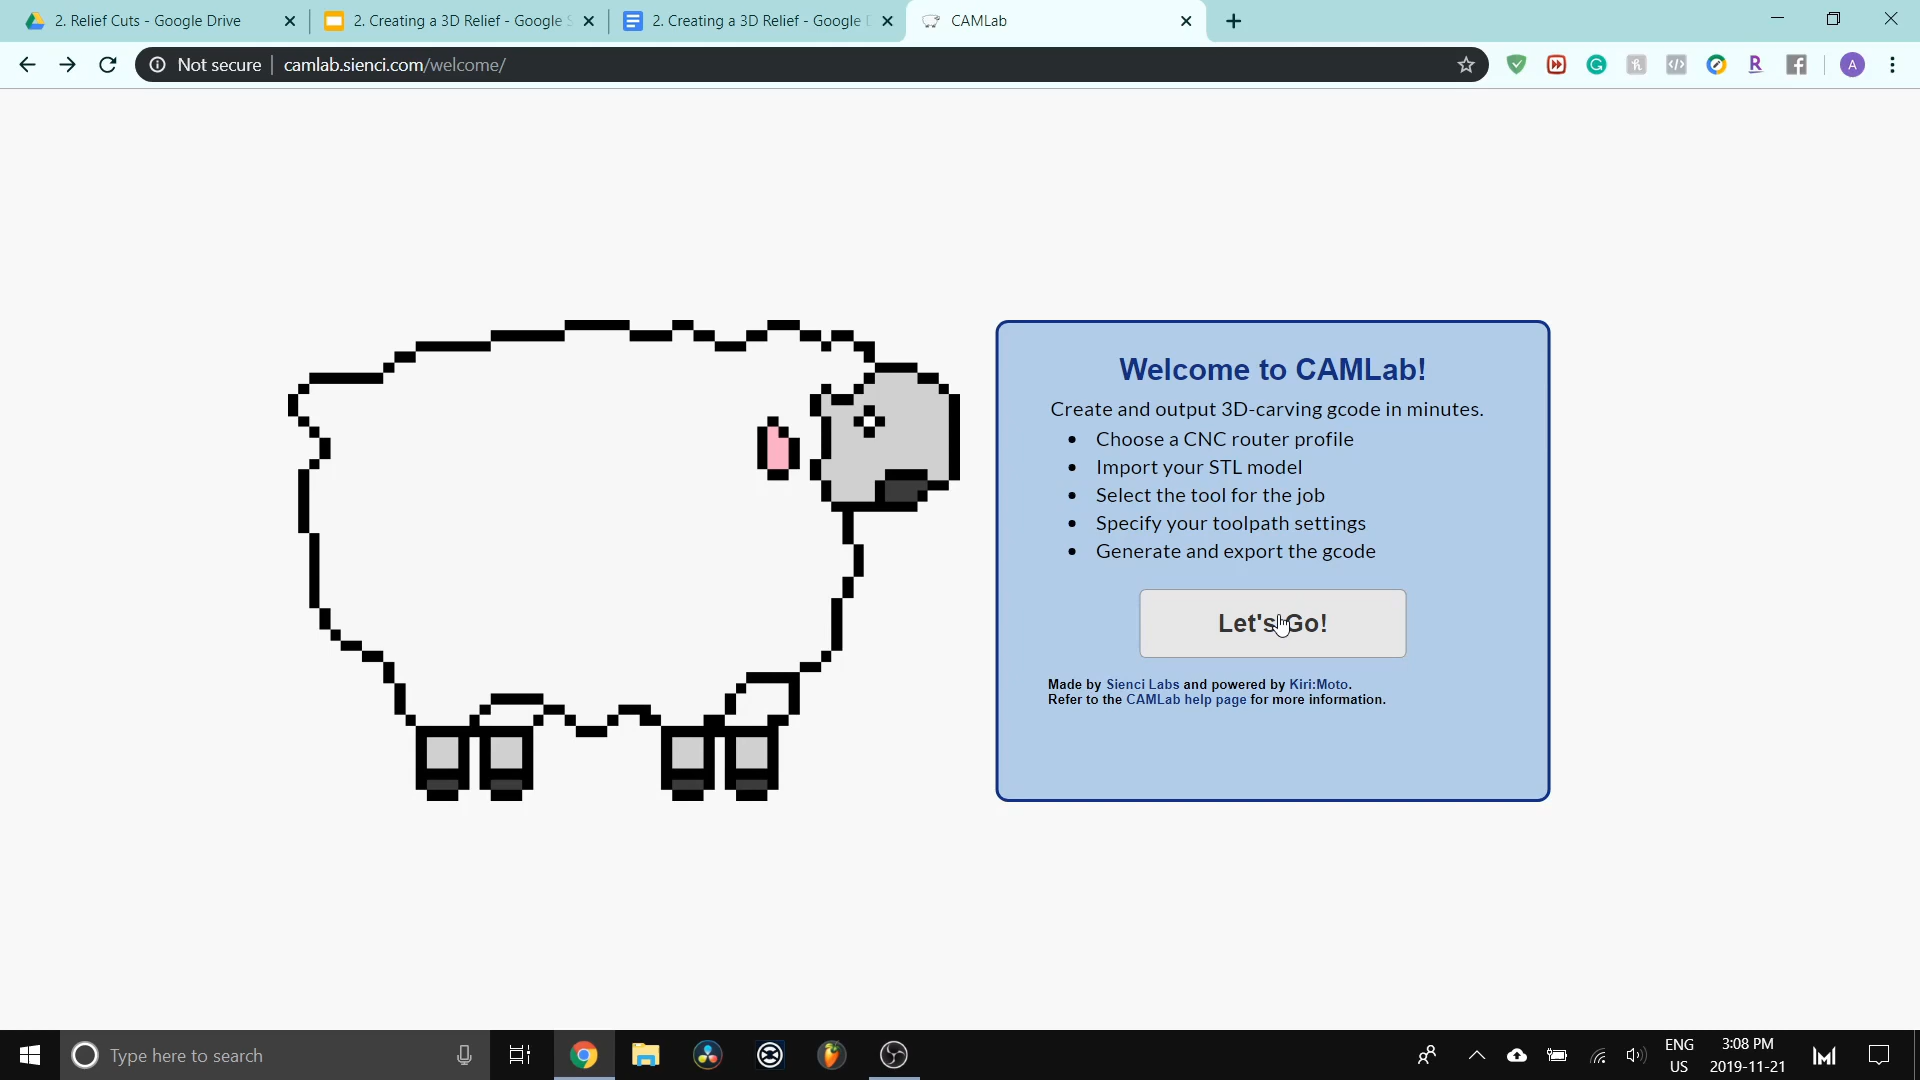 2. Relief Cuts - Google Drive
2. Creating a 3D Relief - Google S
2. Creating a 3D Relief - Google D
CAMLab
Not secure
camlab.sienci.com/welcome/
A
Welcome to CAMLab!
Create and output 3D-carving gcode in minutes.
• Choose a CNC router profile
• Import your STL model
• Select the tool for the job
• Specify your toolpath settings
• Generate and export the gcode
Let's Go!
Made by Sienci Labs and powered by Kiri:Moto.
Refer to the CAMLab help page for more information.
Type here to search
ENG
US
3:08 PM
2019-11-21